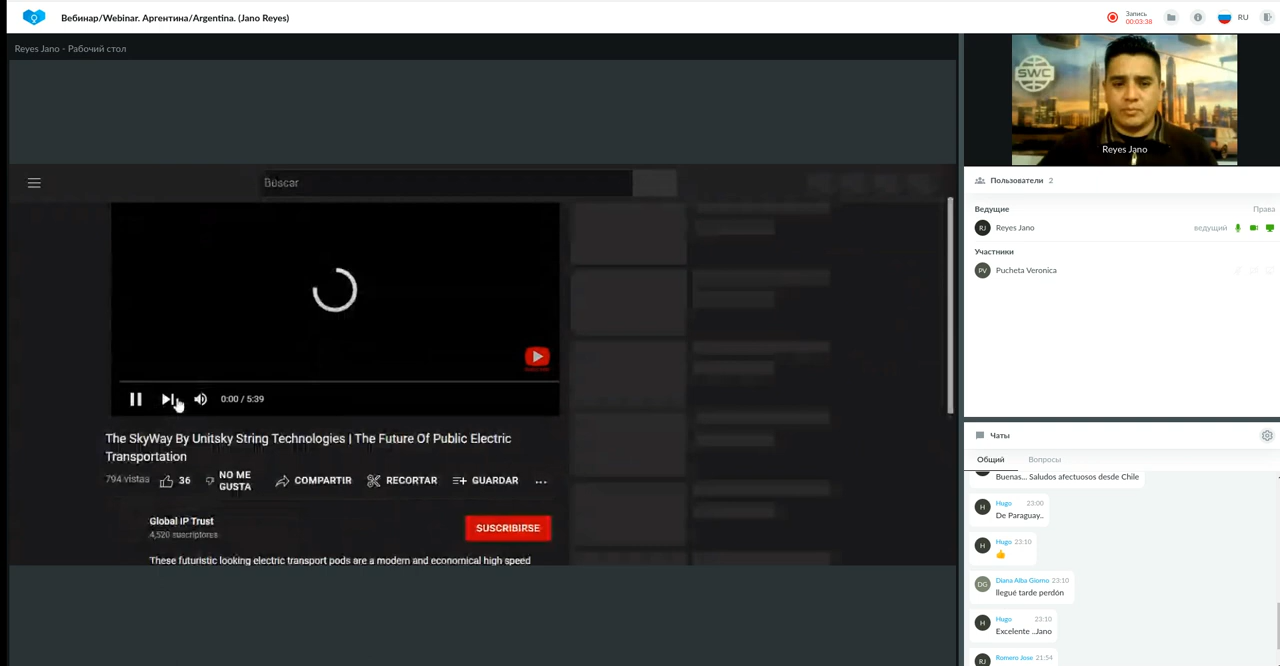 Вебинар/Webinar. Аргентина/Argentina. (Jano Reyes)
Запись
00:03:38
RU
Reyes Jano - Рабочий стол
Buscar
0:00 / 5:39
The SkyWay By Unitsky String Technologies | The Future Of Public Electric
Transportation
794 vistas
36
NO ME
GUSTA
COMPARTIR
RECORTAR
GUARDAR
...
Global IP Trust
4,520 suscriptores
SUSCRIBIRSE
These futuristic looking electric transport pods are a modern and economical high speed
SWC
Reyes Jano
Пользователи 2
Ведущие Права
RJ Reyes Jano ведущий
Участники
PV Pucheta Veronica
Чаты
Общий Вопросы
Buenas... Saludos afectuosos desde Chile
H Hugo 23:00
De Paraguay..
H Hugo 23:10
👍
DG Diana Alba Giorno 23:10
llegué tarde perdón
H Hugo 23:10
Excelente ..Jano
RJ Romero Jose 21:54